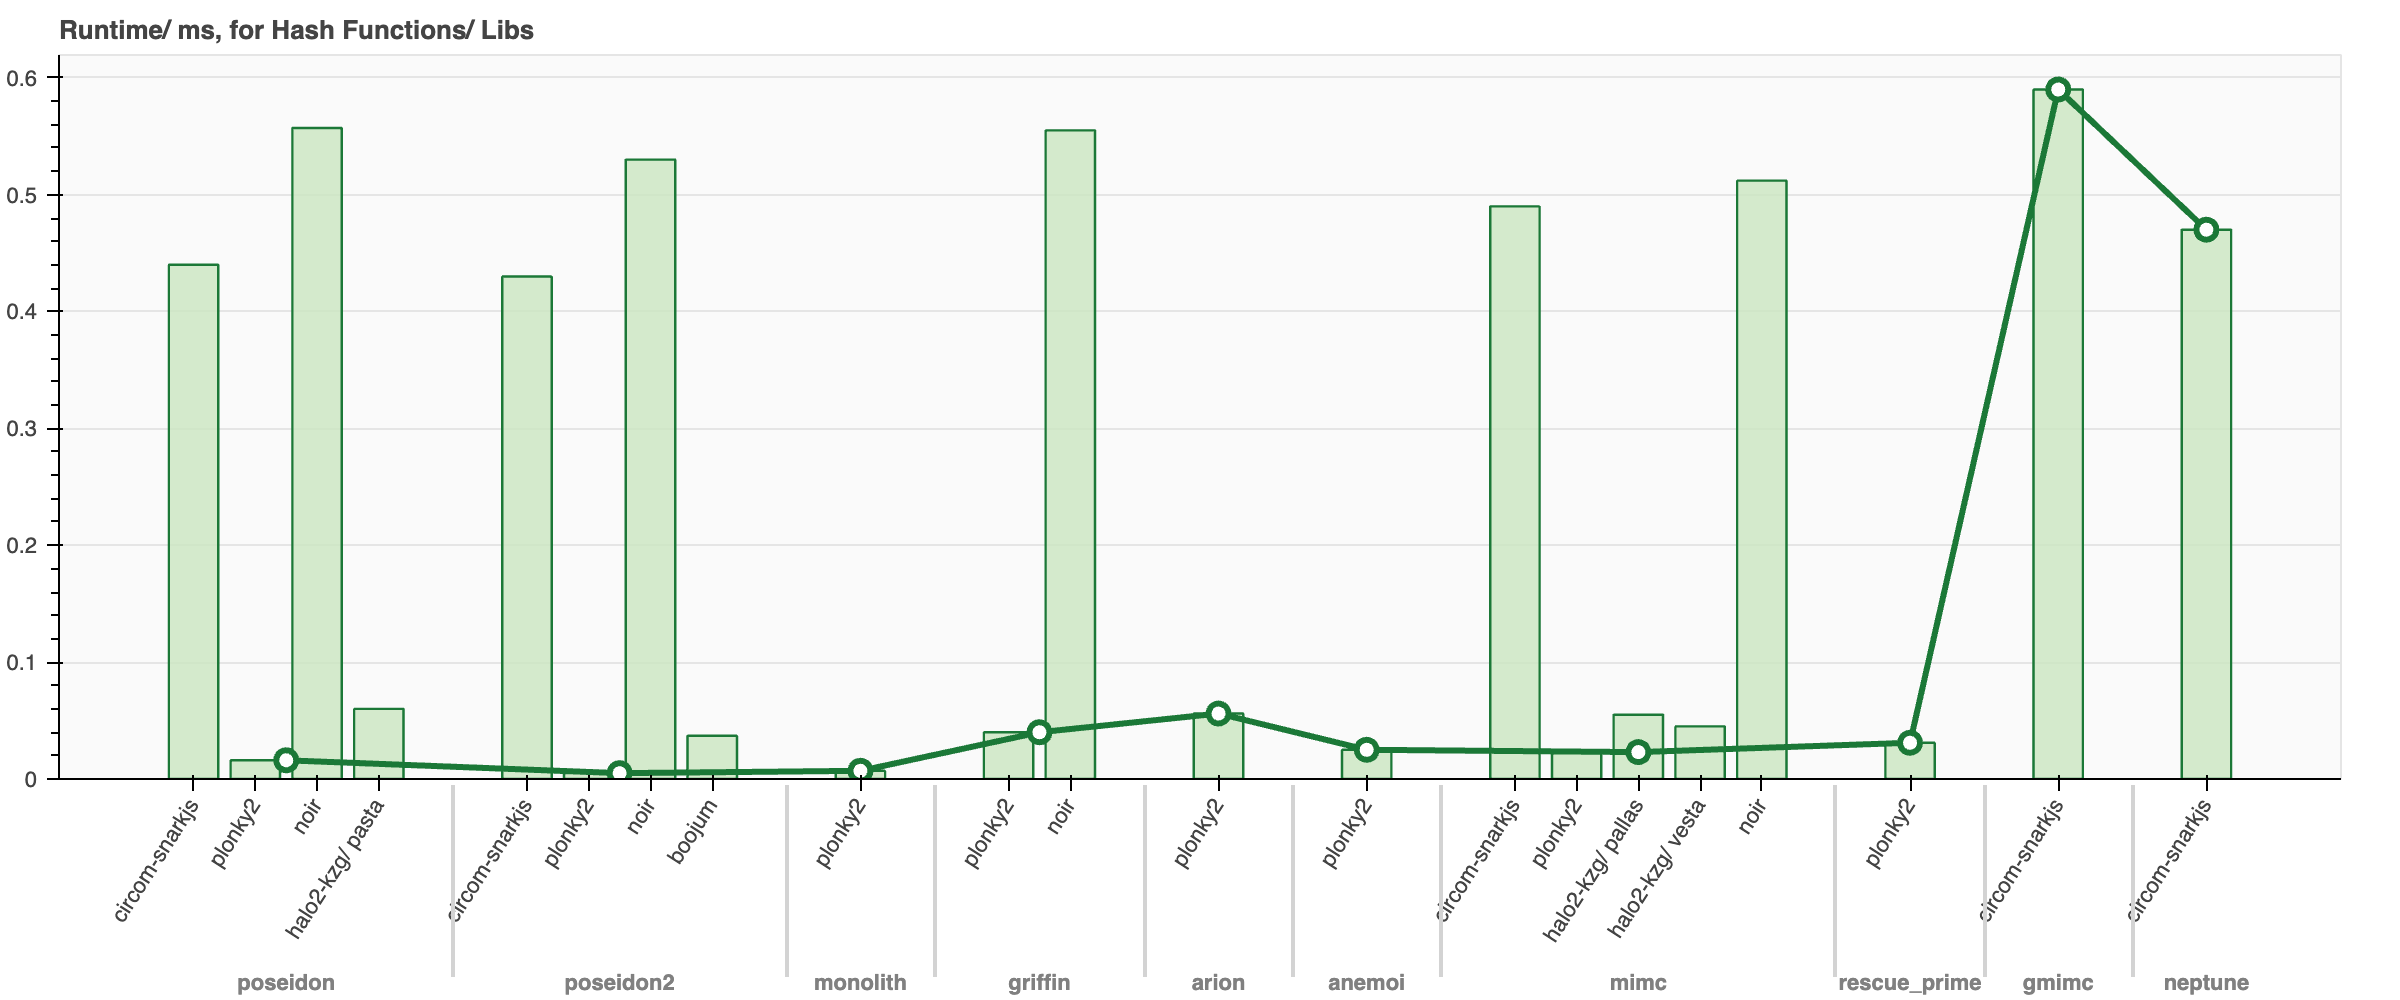 Runtime/ ms, for Hash Functions/ Libs
0.6
0.5
0.4
0.3
0.2
0.1
0
circom-snarkjs
plonky2
noir
halo2-kzg/ pasta
circom-snarkjs
plonky2
noir
boojum
plonky2
plonky2
noir
plonky2
plonky2
circom-snarkjs
plonky2
halo2-kzg/ pallas
halo2-kzg/ vesta
noir
plonky2
circom-snarkjs
circom-snarkjs
poseidon
poseidon2
monolith
griffin
arion
anemoi
mimc
rescue_prime
gmimc
neptune